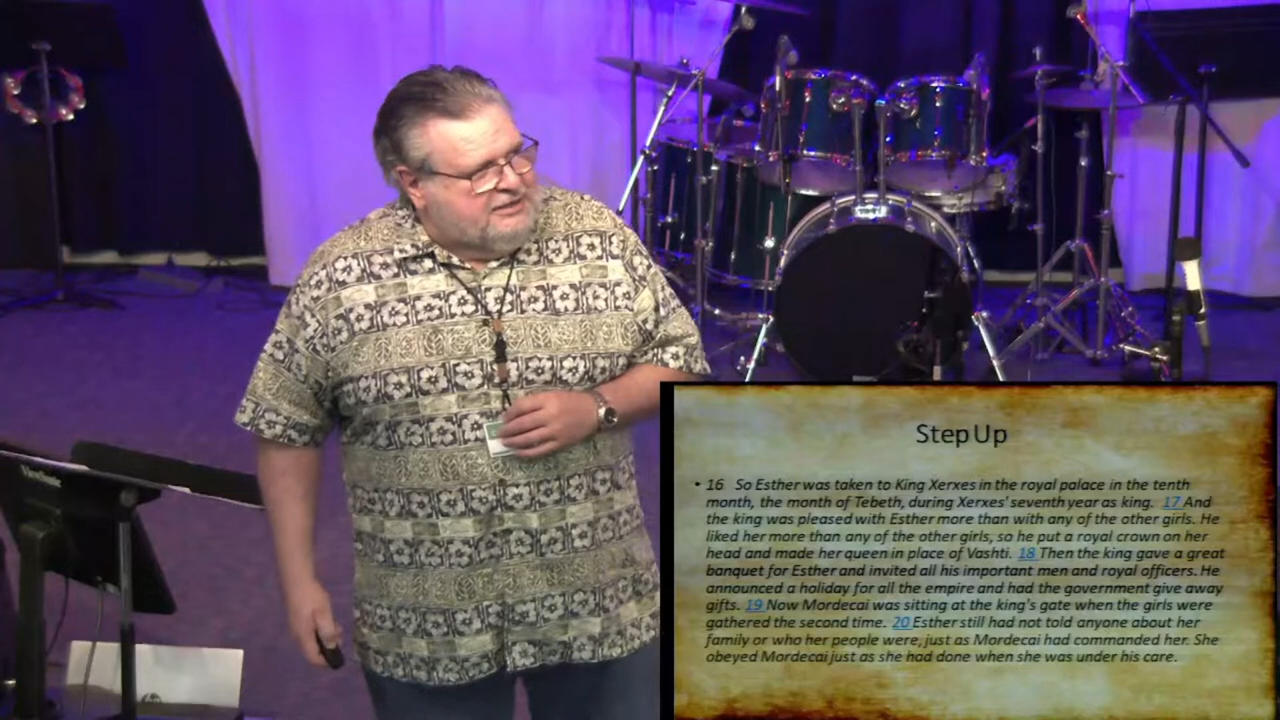 ViewSonic
Step Up
• 16 So Esther was taken to King Xerxes in the royal palace in the tenth
month, the month of Tebeth, during Xerxes' seventh year as king. 17 And
the king was pleased with Esther more than with any of the other girls. He
liked her more than any of the other girls, so he put a royal crown on her
head and made her queen in place of Vashti. 18 Then the king gave a great
banquet for Esther and invited all his important men and royal officers. He
announced a holiday for all the empire and had the government give away
gifts. 19 Now Mordecai was sitting at the king's gate when the girls were
gathered the second time. 20 Esther still had not told anyone about her
family or who her people were, just as Mordecai had commanded her. She
obeyed Mordecai just as she had done when she was under his care.